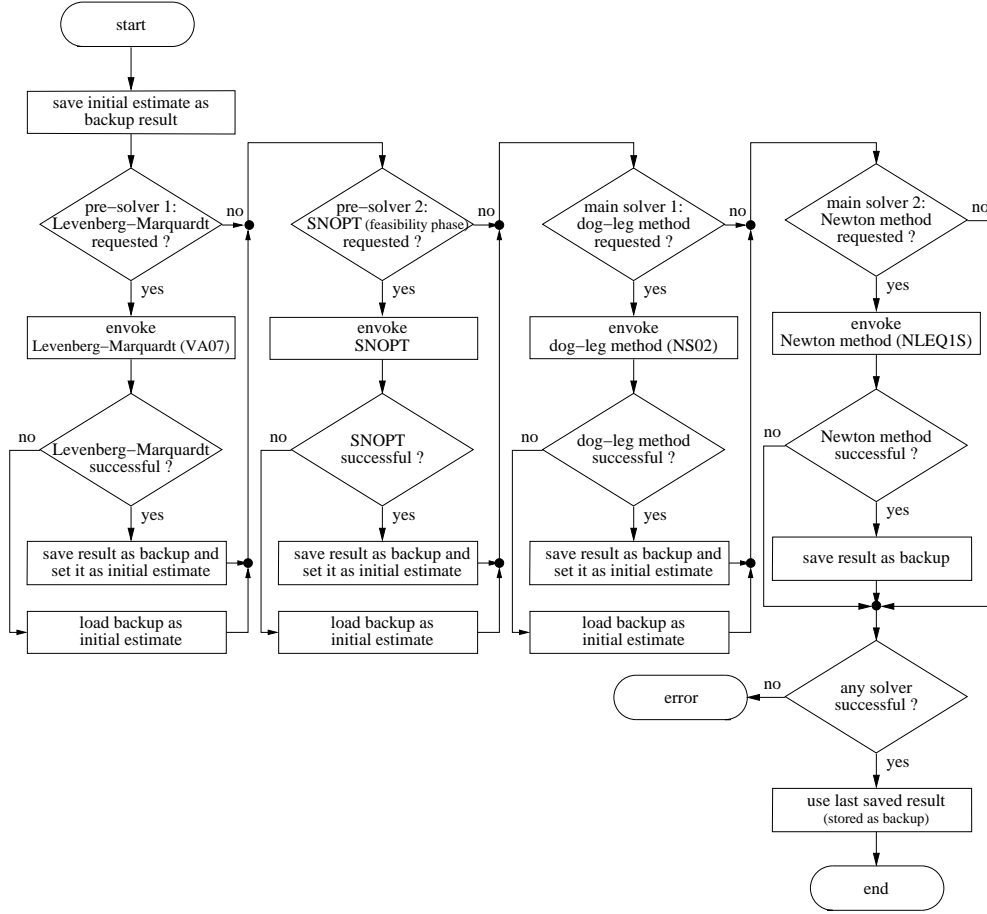 start
save initial estimate as
backup result
pre−solver 1:
Levenberg−Marquardt
requested ?
no
yes
envoke
Levenberg−Marquardt (VA07)
Levenberg−Marquardt
successful ?
no
yes
save result as backup and
set it as initial estimate
load backup as
initial estimate
pre−solver 2:
SNOPT (feasibility phase)
requested ?
no
yes
envoke
SNOPT
SNOPT
successful ?
no
yes
save result as backup and
set it as initial estimate
load backup as
initial estimate
main solver 1:
dog−leg method
requested ?
no
yes
envoke
dog−leg method (NS02)
dog−leg method
successful ?
no
yes
save result as backup and
set it as initial estimate
load backup as
initial estimate
main solver 2:
Newton method
requested ?
no
yes
envoke
Newton method (NLEQ1S)
Newton method
successful ?
no
yes
save result as backup
any solver
successful ?
no
error
yes
use last saved result
(stored as backup)
end